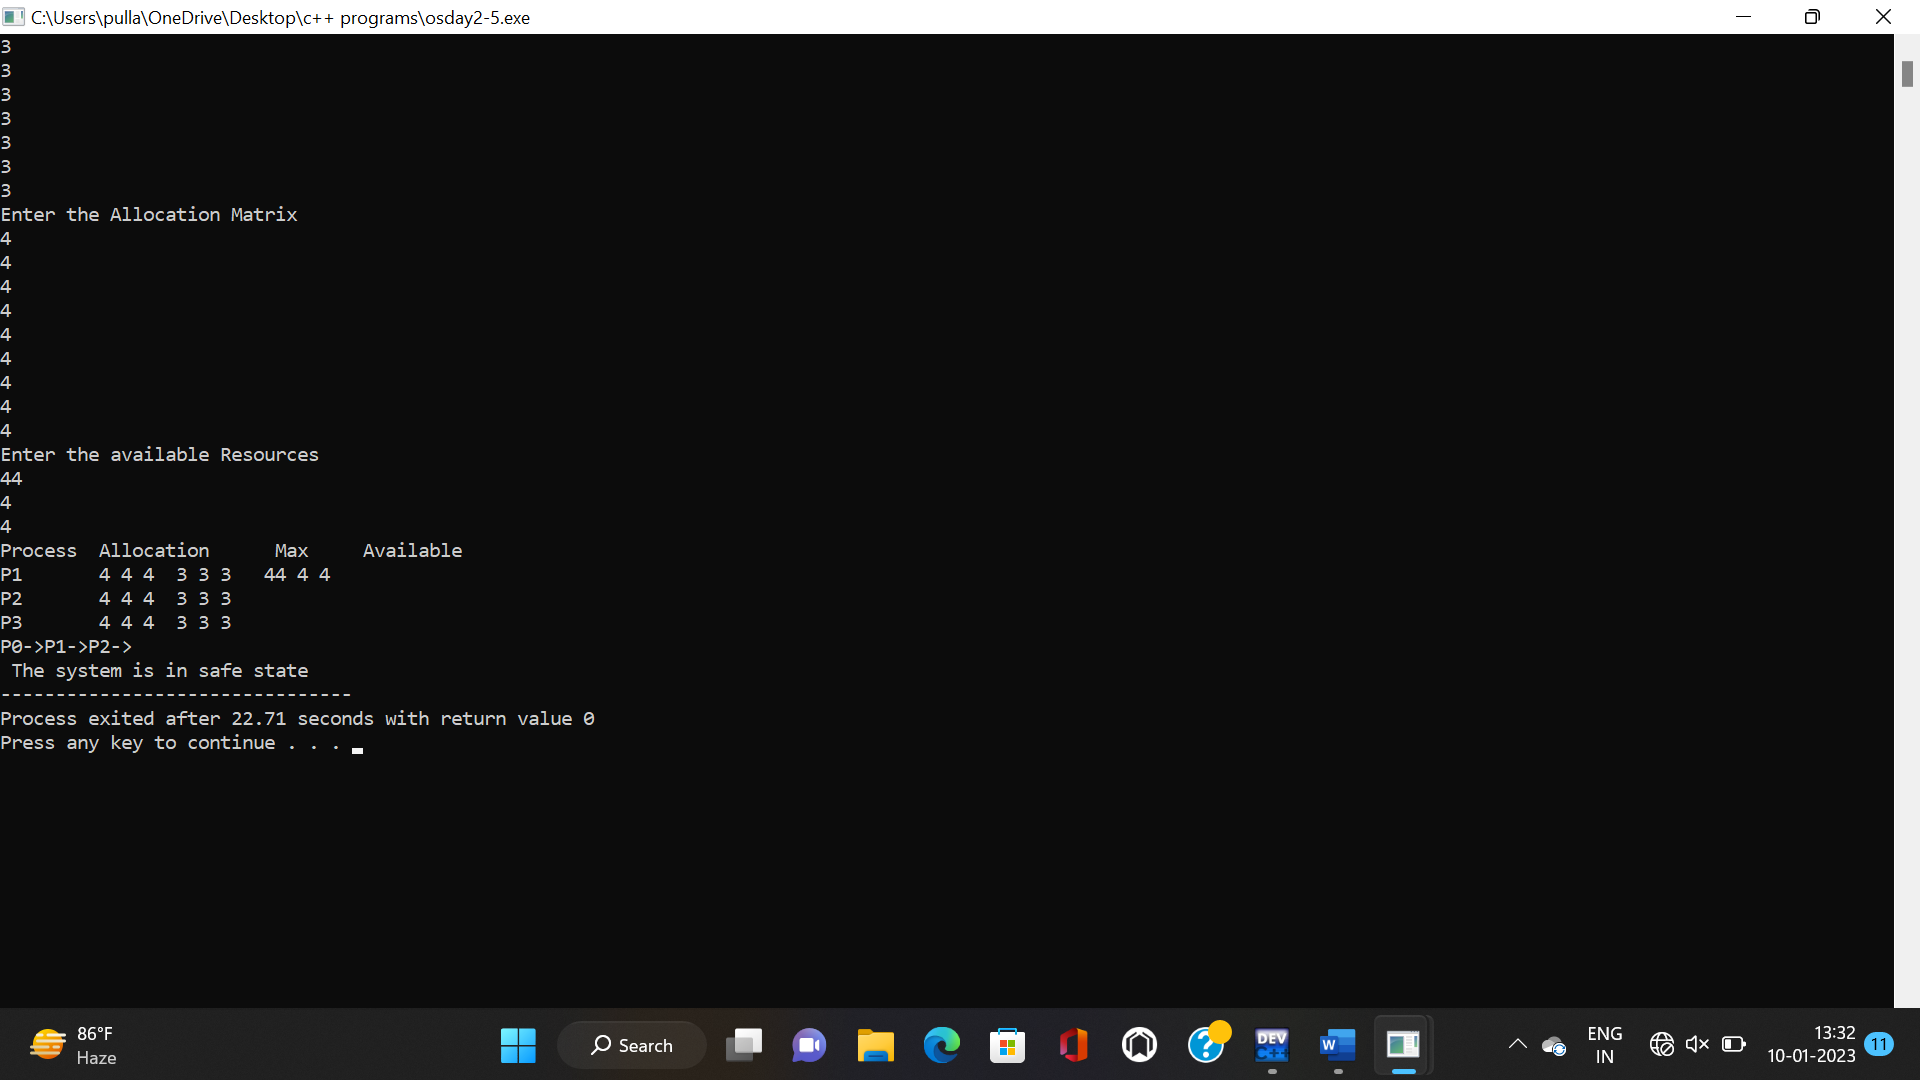 C:\Users\pulla\OneDrive\Desktop\c++ programs\osday2-5.exe
3
3
3
3
3
3
3
Enter the Allocation Matrix
4
4
4
4
4
4
4
4
4
Enter the available Resources
44
4
4
Process  Allocation      Max     Available
P1       4 4 4  3 3 3   44 4 4
P2       4 4 4  3 3 3
P3       4 4 4  3 3 3
P0->P1->P2->
 The system is in safe state
--------------------------------
Process exited after 22.71 seconds with return value 0
Press any key to continue . . .
86°F
Haze
Search
DEV
C++
W
ENG
IN
13:32
10-01-2023
11